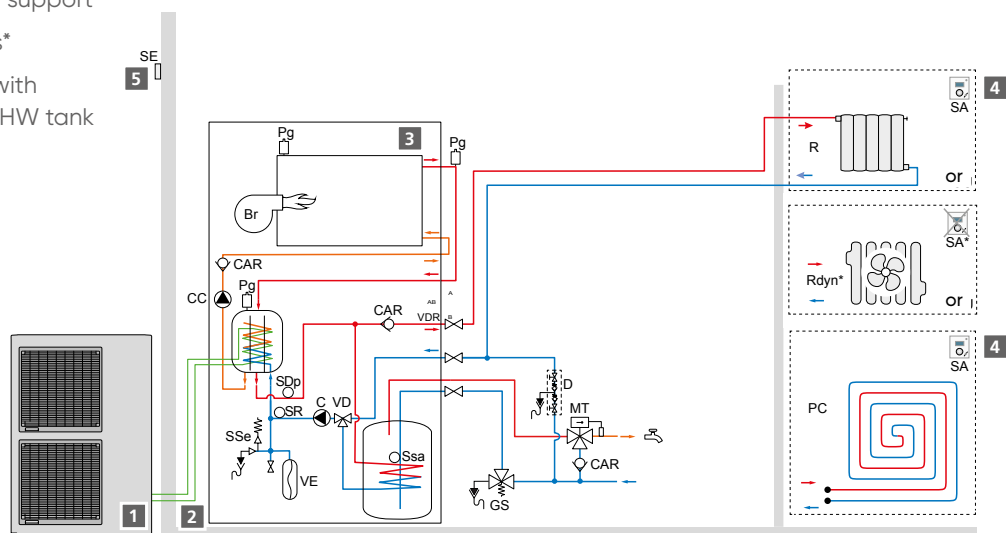 support
s*
with
HW tank
SE
5
4
SA
R
or
Pg
3
Pg
Br
CAR
CC
Pg
SA*
Rdyn*
or
A
AB
CAR
VDR
B
4
SA
PC
SDp
SR
C VD
D
MT
SSe
Ssa
CAR
VE
GS
1
2